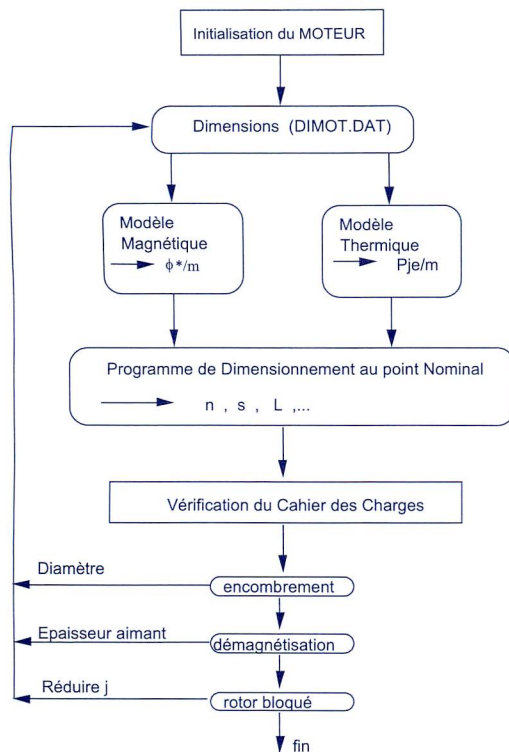 Initialisation du MOTEUR
Dimensions (DIMOT.DAT)
Modèle
Magnétique
ϕ*/m
Modèle
Thermique
Pje/m
Programme de Dimensionnement au point Nominal
n , s , L ,...
Vérification du Cahier des Charges
Diamètre
encombrement
Epaisseur aimant
démagnétisation
Réduire j
rotor bloqué
fin